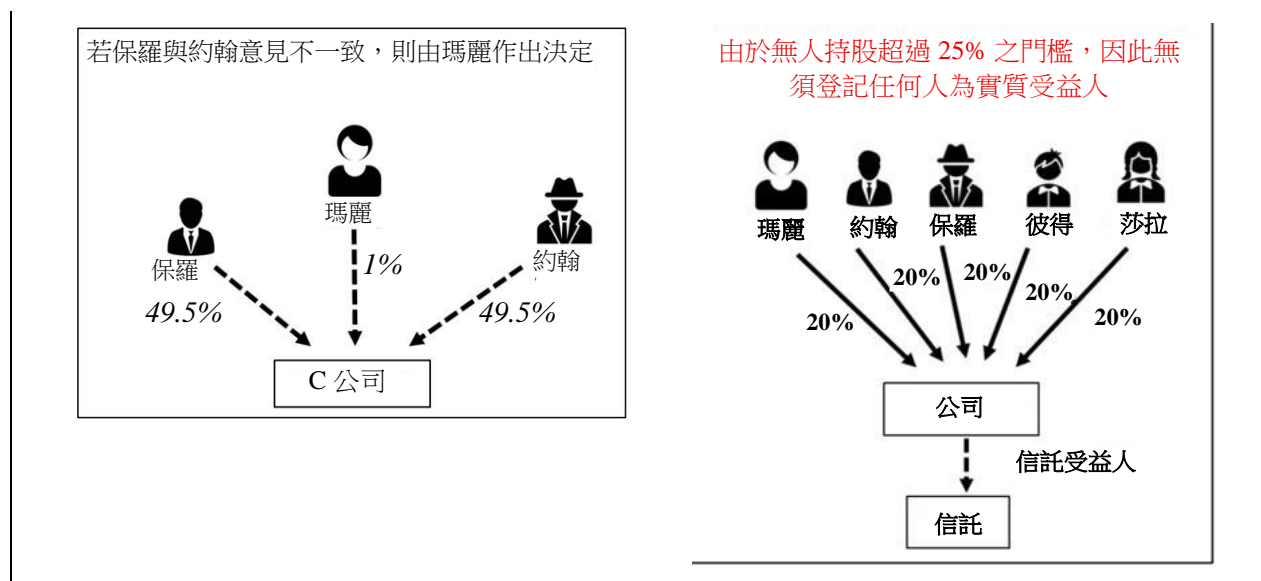 若保羅與約翰意見不一致，則由瑪麗作出決定
瑪麗
保羅
約翰
1%
49.5%
49.5%
C 公司
由於無人持股超過 25% 之門檻，因此無
須登記任何人為實質受益人
瑪麗
約翰
保羅
彼得
莎拉
20%
20%
20%
20%
20%
公司
信託受益人
信託